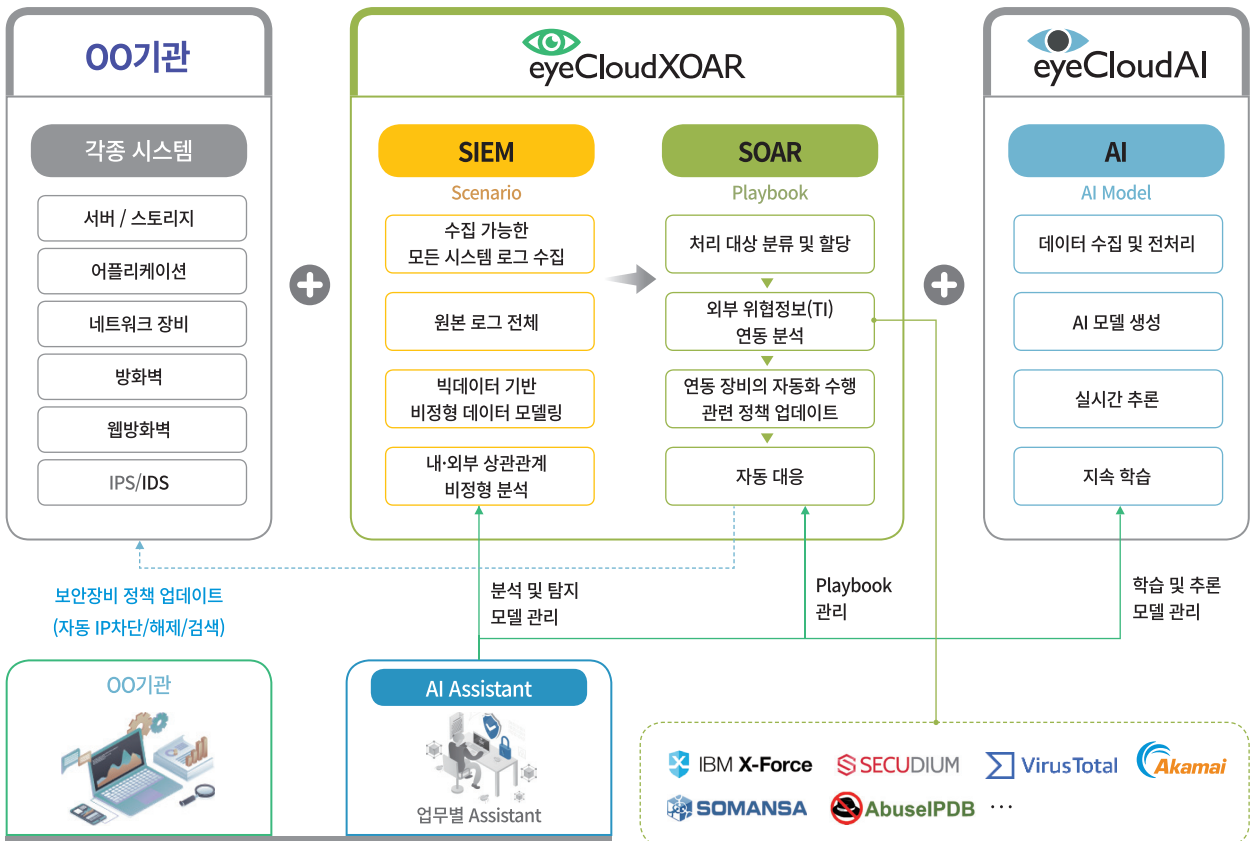 OO기관
각종 시스템
서버 / 스토리지
어플리케이션
네트워크 장비
방화벽
웹방화벽
IPS/IDS
eyeCloudXOAR
SIEM
Scenario
수집 가능한
모든 시스템 로그 수집
원본 로그 전체
빅데이터 기반
비정형 데이터 모델링
내·외부 상관관계
비정형 분석
SOAR
Playbook
처리 대상 분류 및 할당
외부 위협정보(TI)
연동 분석
연동 장비의 자동화 수행
관련 정책 업데이트
자동 대응
eyeCloudAI
AI
AI Model
데이터 수집 및 전처리
AI 모델 생성
실시간 추론
지속 학습
보안장비 정책 업데이트
(자동 IP차단/해제/검색)
분석 및 탐지
모델 관리
Playbook
관리
학습 및 추론
모델 관리
OO기관
AI Assistant
업무별 Assistant
IBM X-Force
SECUDIUM
VirusTotal
Akamai
SOMANSA
AbuseIPDB
···